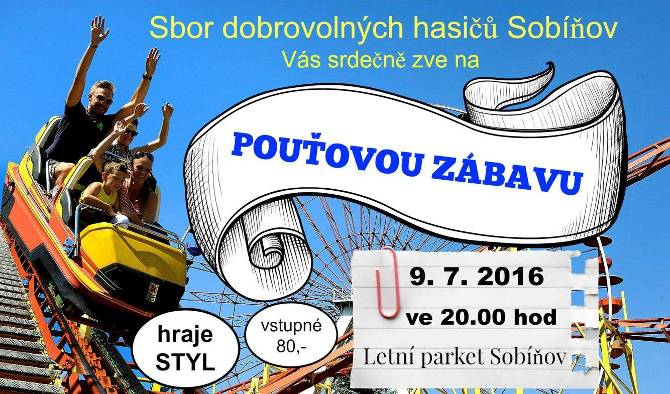 Sbor dobrovolných hasičů Sobíňov
Vás srdečně zve na
POUŤOVOU ZÁBAVU
9. 7. 2016
ve 20.00 hod
Letní parket Sobíňov
hraje
STYL
vstupné
80,-